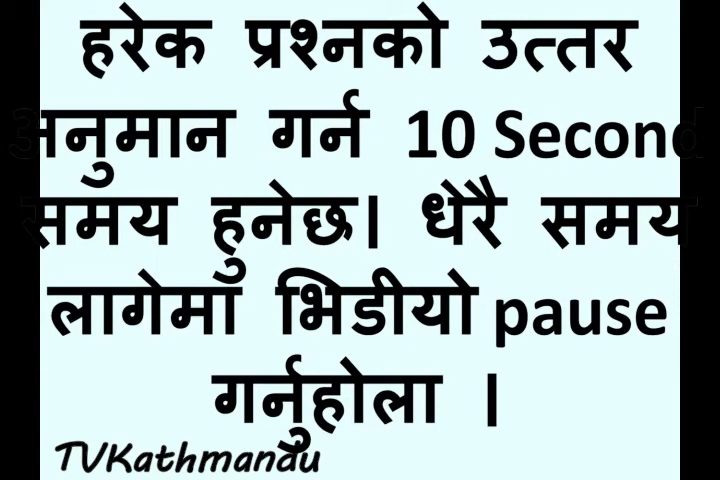 हरेक प्रश्नको उत्तर
अनुमान गर्न 10 Second
समय हुनेछ। धेरै समय
लागेमा भिडीयो pause
गर्नुहोला ।
TVKathmandu